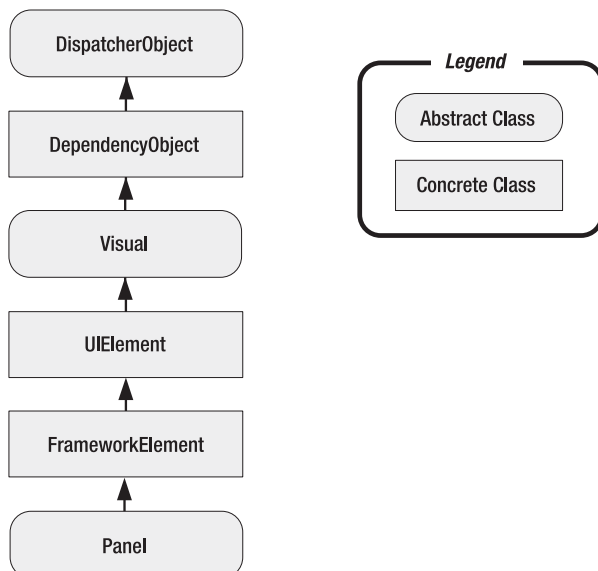 DispatcherObject
DependencyObject
Visual
UIElement
FrameworkElement
Panel
Legend
Abstract Class
Concrete Class